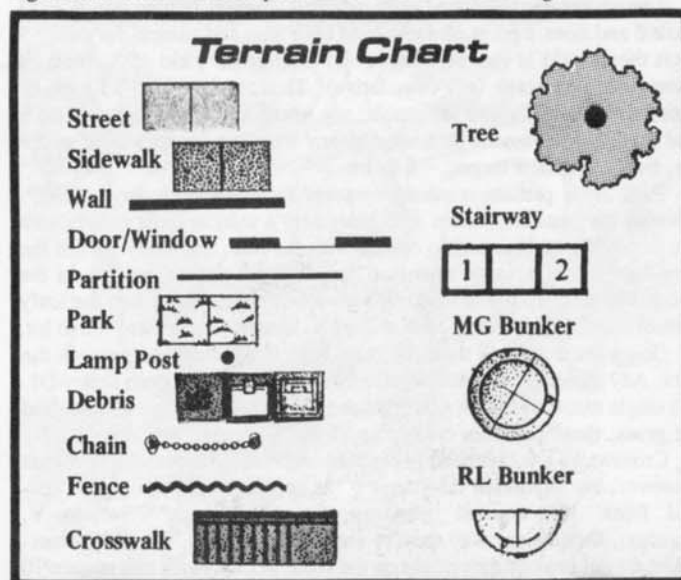 Terrain Chart
Street
Sidewalk
Wall
Door/Window
Partition
Park
Lamp Post
Debris
Chain
Fence
Crosswalk
Tree
Stairway
1 2
MG Bunker
RL Bunker